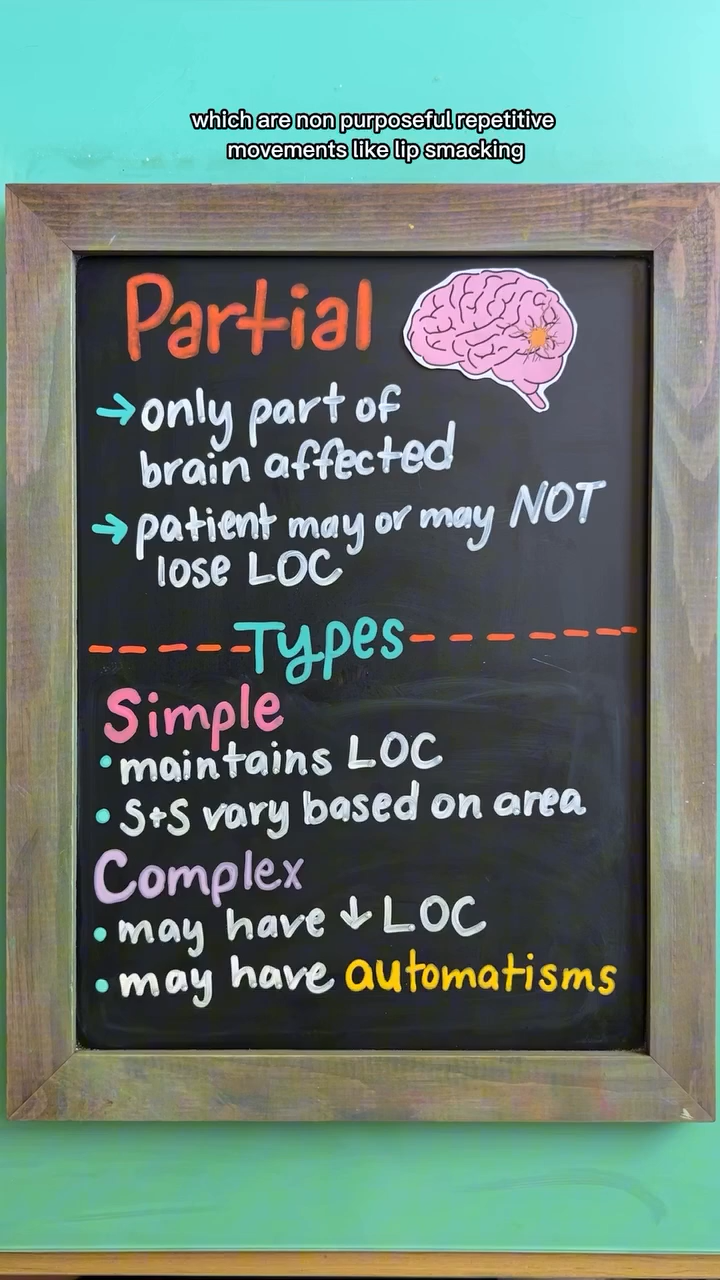 which are non purposeful repetitive
movements like lip smacking
Partial
→ only part of
brain affected
→ patient may or may NOT
lose LOC
Types
Simple
• maintains LOC
• S+S vary based on area
Complex
• may have ↓ LOC
• may have automatisms